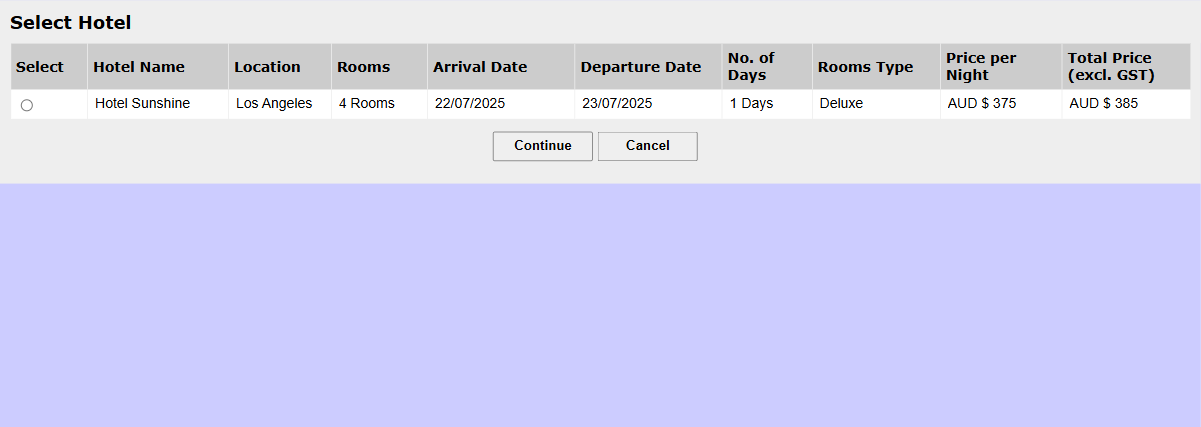 Select Hotel
Select Hotel Name Location Rooms Arrival Date Departure Date No. of Days Rooms Type Price per Night Total Price (excl. GST)
Hotel Sunshine Los Angeles 4 Rooms 22/07/2025 23/07/2025 1 Days Deluxe AUD $ 375 AUD $ 385
Continue Cancel